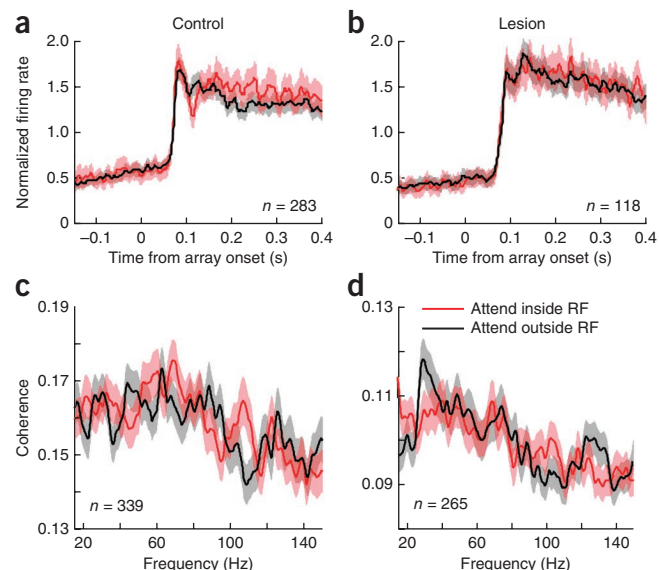 a
Control
b
Lesion
Normalized firing rate
2.0
1.5
1.0
0.5
0
n = 283
–0.1 0 0.1 0.2 0.3 0.4
Time from array onset (s)
2.0
1.5
1.0
0.5
0
n = 118
–0.1 0 0.1 0.2 0.3 0.4
Time from array onset (s)
c
Coherence
0.19
0.17
0.15
0.13
n = 339
20 60 100 140
Frequency (Hz)
d
0.13
0.11
0.09
Attend inside RF
Attend outside RF
n = 265
20 60 100 140
Frequency (Hz)